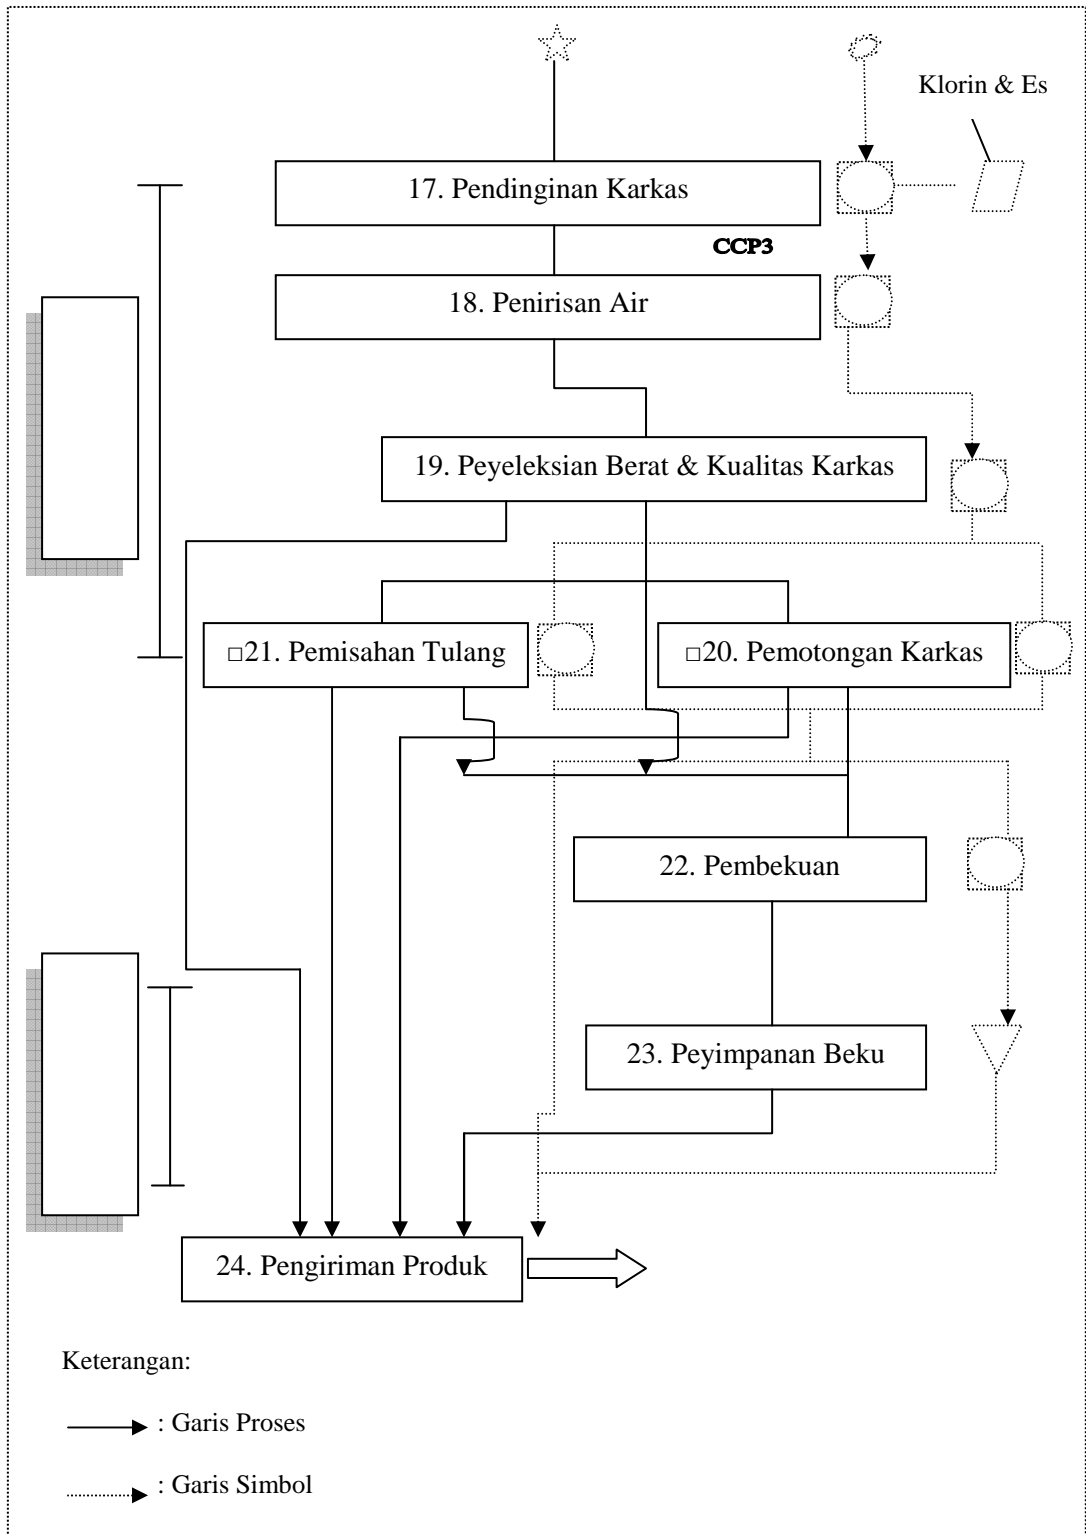 Klorin & Es
17. Pendinginan Karkas
CCP3
18. Penirisan Air
19. Peyeleksian Berat & Kualitas Karkas
□21. Pemisahan Tulang
□20. Pemotongan Karkas
22. Pembekuan
23. Peyimpanan Beku
24. Pengiriman Produk
Keterangan:
: Garis Proses
: Garis Simbol